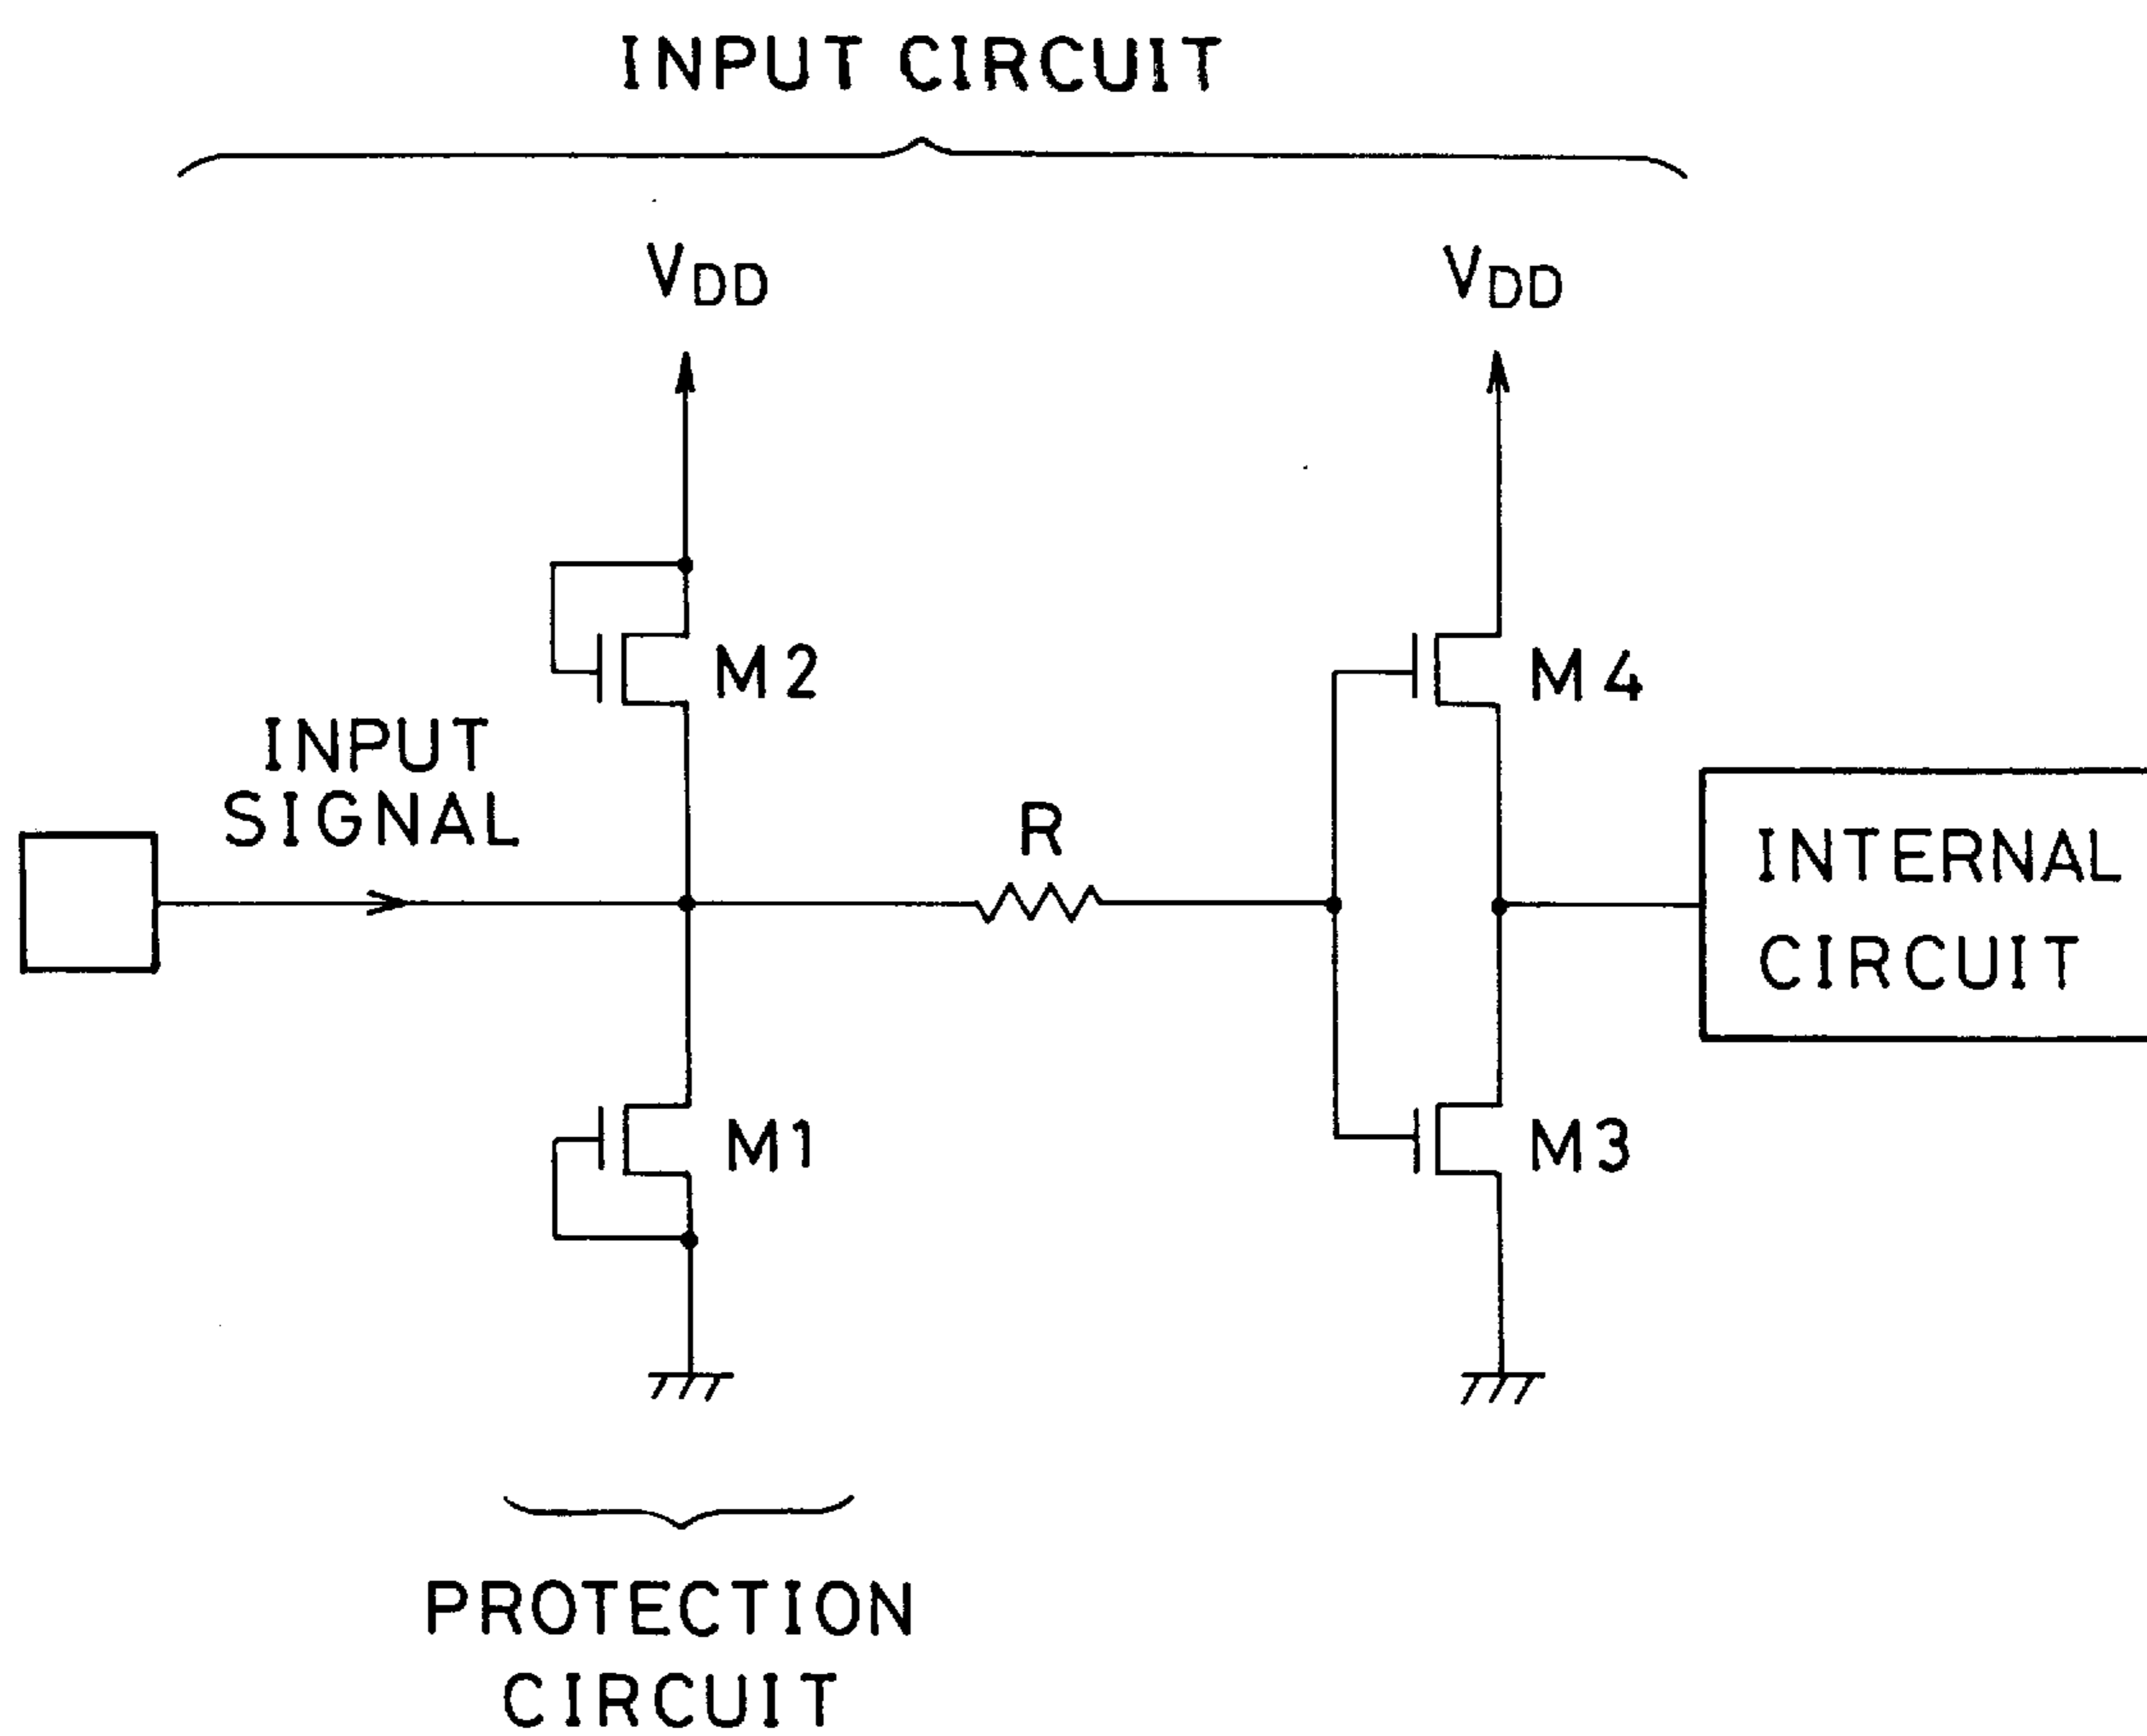 INPUT CIRCUIT
VDD
VDD
M2
M4
INPUT
SIGNAL
R
INTERNAL
CIRCUIT
M1
M3
PROTECTION
CIRCUIT